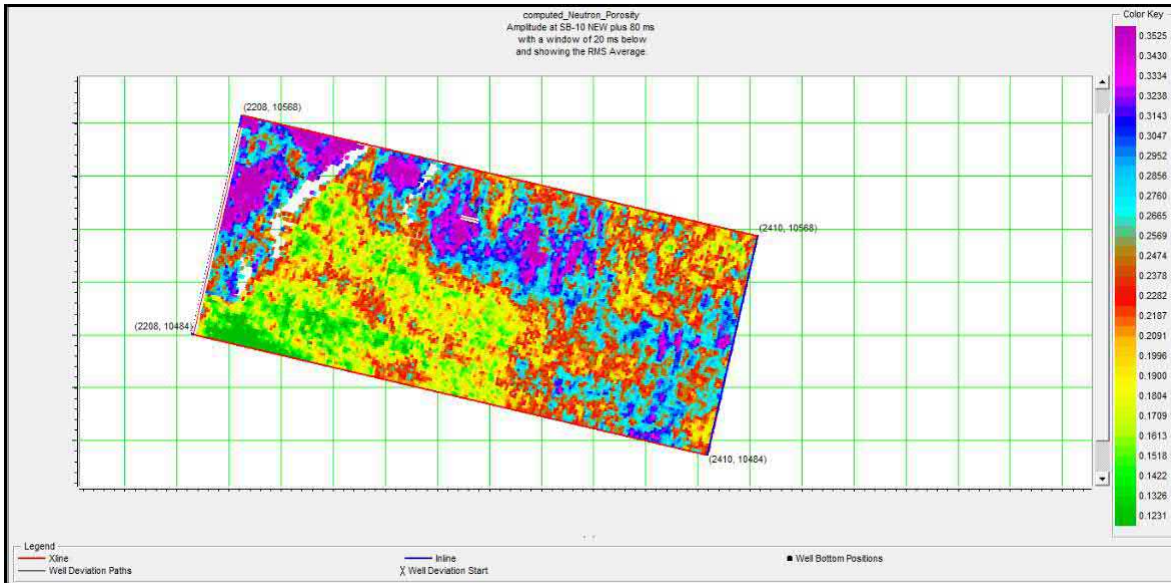 computed_Neutron_Porosity
Amplitude at SB-10 NEW plus 80 ms
with a window of 20 ms below
and showing the RMS Average.
Color Key
0.3525
0.3430
0.3334
0.3238
0.3143
0.3047
0.2952
0.2856
0.2760
0.2665
0.2569
0.2474
0.2378
0.2282
0.2187
0.2091
0.1996
0.1900
0.1804
0.1709
0.1613
0.1518
0.1422
0.1326
0.1231
(2208, 10568)
(2410, 10568)
(2208, 10484)
(2410, 10484)
Legend
Xline
Inline
Well Bottom Positions
Well Deviation Paths
X Well Deviation Start